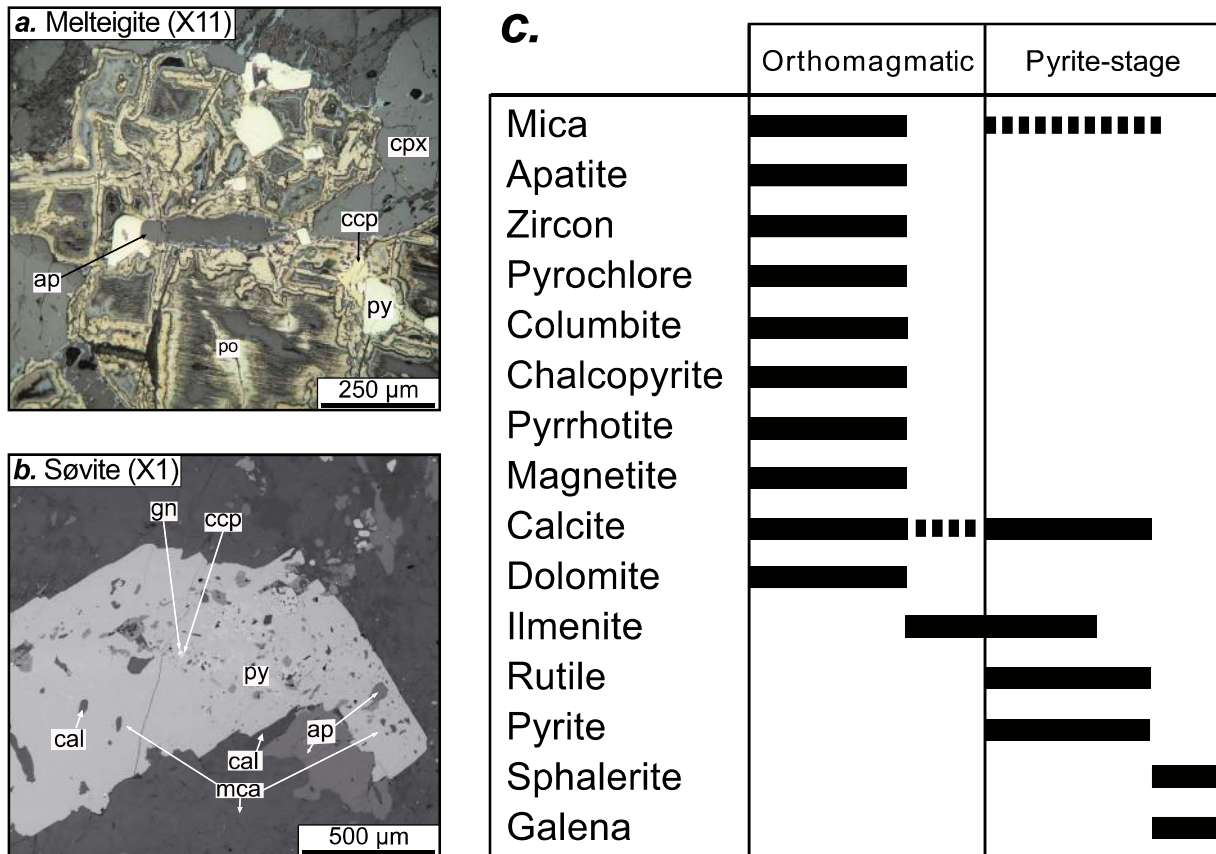 a. Melteigite (X11)
cpx
ccp
ap
py
po
250 µm
b. Søvite (X1)
gn
ccp
py
cal
ap
cal
mca
500 µm
c.
Orthomagmatic Pyrite-stage
Mica
Apatite
Zircon
Pyrochlore
Columbite
Chalcopyrite
Pyrrhotite
Magnetite
Calcite
Dolomite
Ilmenite
Rutile
Pyrite
Sphalerite
Galena